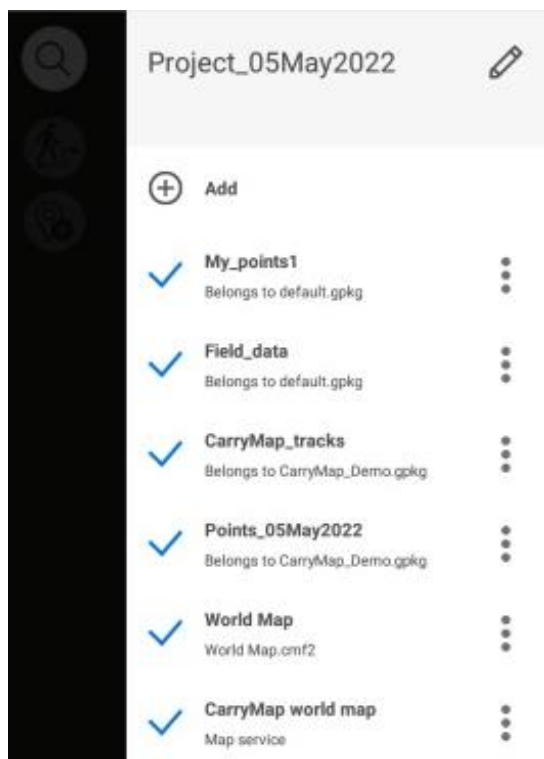 Project_05May2022
Add
My_points1
Belongs to default.gpkg
Field_data
Belongs to default.gpkg
CarryMap_tracks
Belongs to CarryMap_Demo.gpkg
Points_05May2022
Belongs to CarryMap_Demo.gpkg
World Map
World Map.cmf2
CarryMap world map
Map service